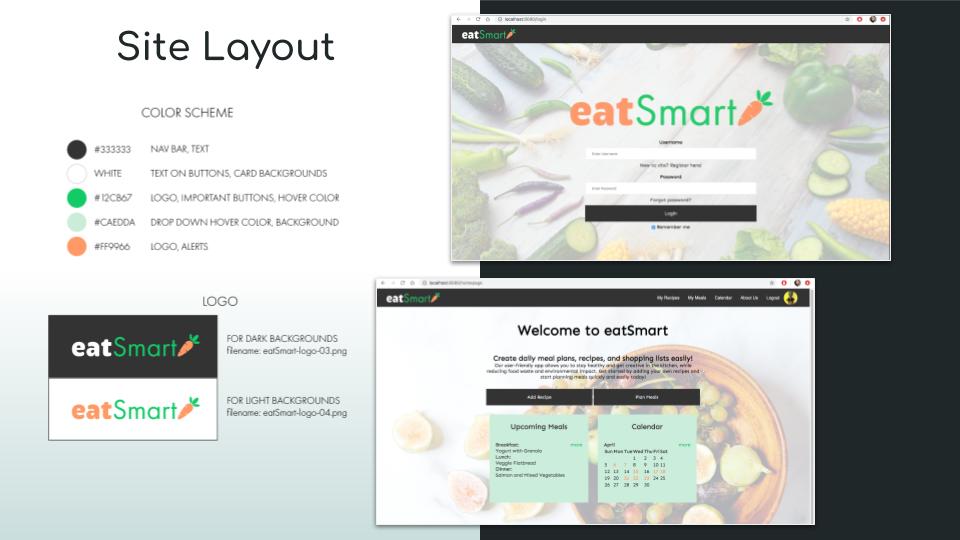 Site Layout
COLOR SCHEME
#333333 NAV BAR, TEXT
WHITE TEXT ON BUTTONS, CARD BACKGROUNDS
#12CB67 LOGO, IMPORTANT BUTTONS, HOVER COLOR
#CAEDDA DROP DOWN HOVER COLOR, BACKGROUND
#FF9966 LOGO, ALERTS
LOGO
eatSmart
FOR DARK BACKGROUNDS
filename: eatSmart-logo-03.png
eatSmart
FOR LIGHT BACKGROUNDS
filename: eatSmart-logo-04.png
localhost:8080/login
eatSmart
eatSmart
Username
Enter Username
New to site? Register here!
Password
Enter Password
Forgot password?
Login
Remember me
localhost:8080/homepage
eatSmart My Recipes My Meals Calendar About Us Logout
Welcome to eatSmart
Create daily meal plans, recipes, and shopping lists easily!
Our user-friendly app allows you to stay healthy and get creative in the kitchen, while
reducing food waste and environmental impact. Get started by adding your own recipes and
start planning meals quickly and easily today!
Add Recipe Plan Meals
Upcoming Meals
Breakfast: more
Yogurt with Granola
Lunch:
Veggie Flatbread
Dinner:
Salmon and Mixed Vegetables
Calendar
April more
Sun Mon Tue Wed Thu Fri Sat
1 2 3 4
5 6 7 8 9 10 11
12 13 14 15 16 17 18
19 20 21 22 23 24 25
26 27 28 29 30